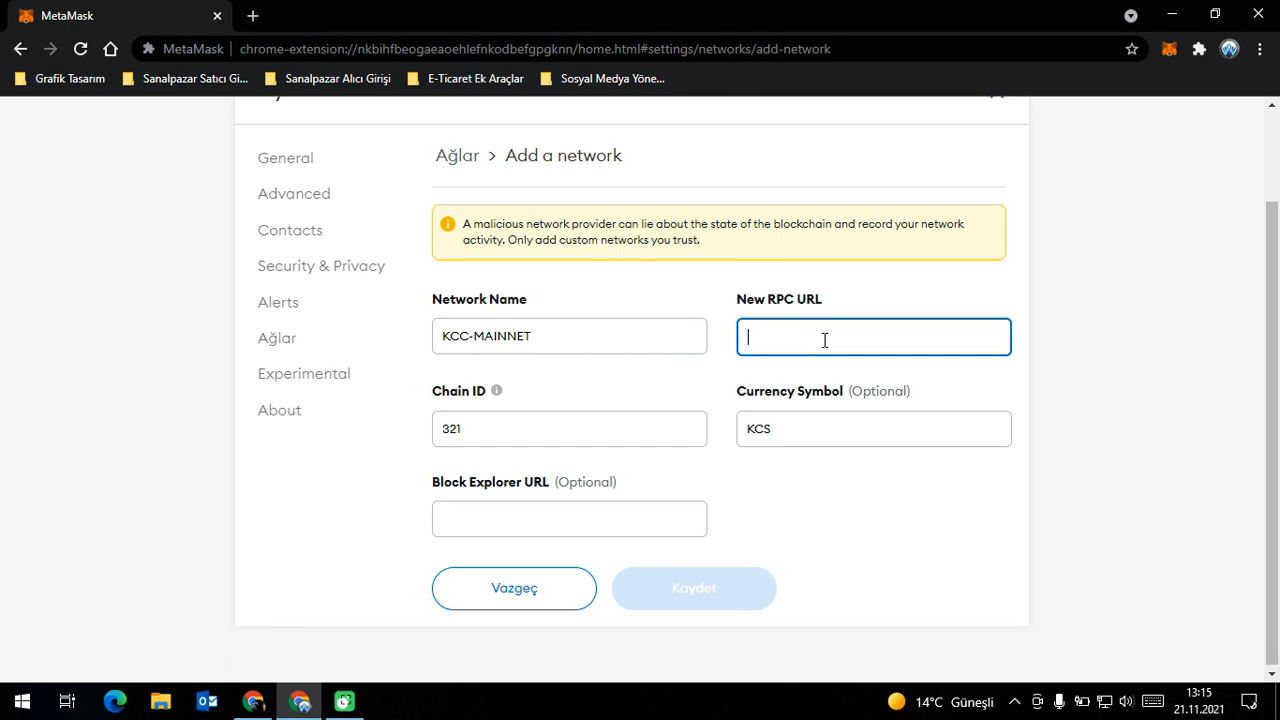 MetaMask
MetaMask chrome-extension://nkbihfbeogaeaoehlefnkodbefgpgknn/home.html#settings/networks/add-network
Grafik Tasarım Sanalpazar Satıcı Gi... Sanalpazar Alıcı Girişi E-Ticaret Ek Araçlar Sosyal Medya Yöne...
General
Advanced
Contacts
Security & Privacy
Alerts
Ağlar
Experimental
About
Ağlar > Add a network
A malicious network provider can lie about the state of the blockchain and record your network
activity. Only add custom networks you trust.
Network Name
KCC-MAINNET
New RPC URL
Chain ID
321
Currency Symbol (Optional)
KCS
Block Explorer URL (Optional)
Vazgeç
Kaydet
14°C Güneşli
13:15
21.11.2021